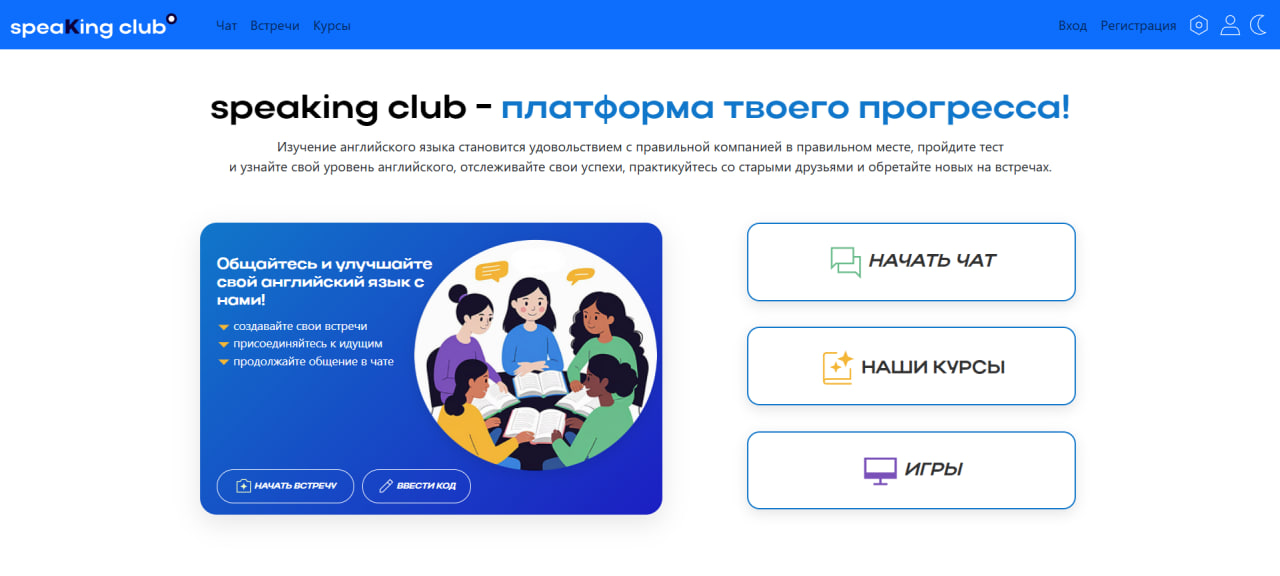 speaKing club
Чат Встречи Курсы
Вход Регистрация
speaking club - платформа твоего прогресса!
Изучение английского языка становится удовольствием с правильной компанией в правильном месте, пройдите тест
и узнайте свой уровень английского, отслеживайте свои успехи, практикуйтесь со старыми друзьями и обретайте новых на встречах.
Общайтесь и улучшайте
свой английский язык с
нами!
создавайте свои встречи
присоединяйтесь к идущим
продолжайте общение в чате
НАЧАТЬ ВСТРЕЧУ
ВВЕСТИ КОД
НАЧАТЬ ЧАТ
НАШИ КУРСЫ
ИГРЫ